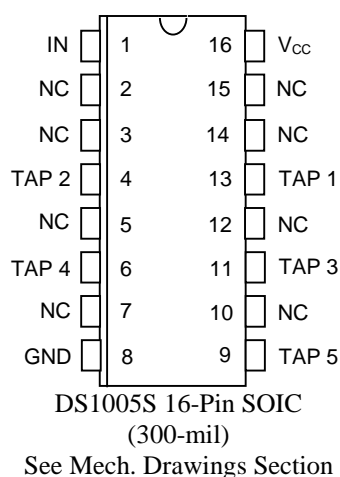 IN 1 16 VCC
NC 2 15 NC
NC 3 14 NC
TAP 2 4 13 TAP 1
NC 5 12 NC
TAP 4 6 11 TAP 3
NC 7 10 NC
GND 8 9 TAP 5
DS1005S 16-Pin SOIC
(300-mil)
See Mech. Drawings Section